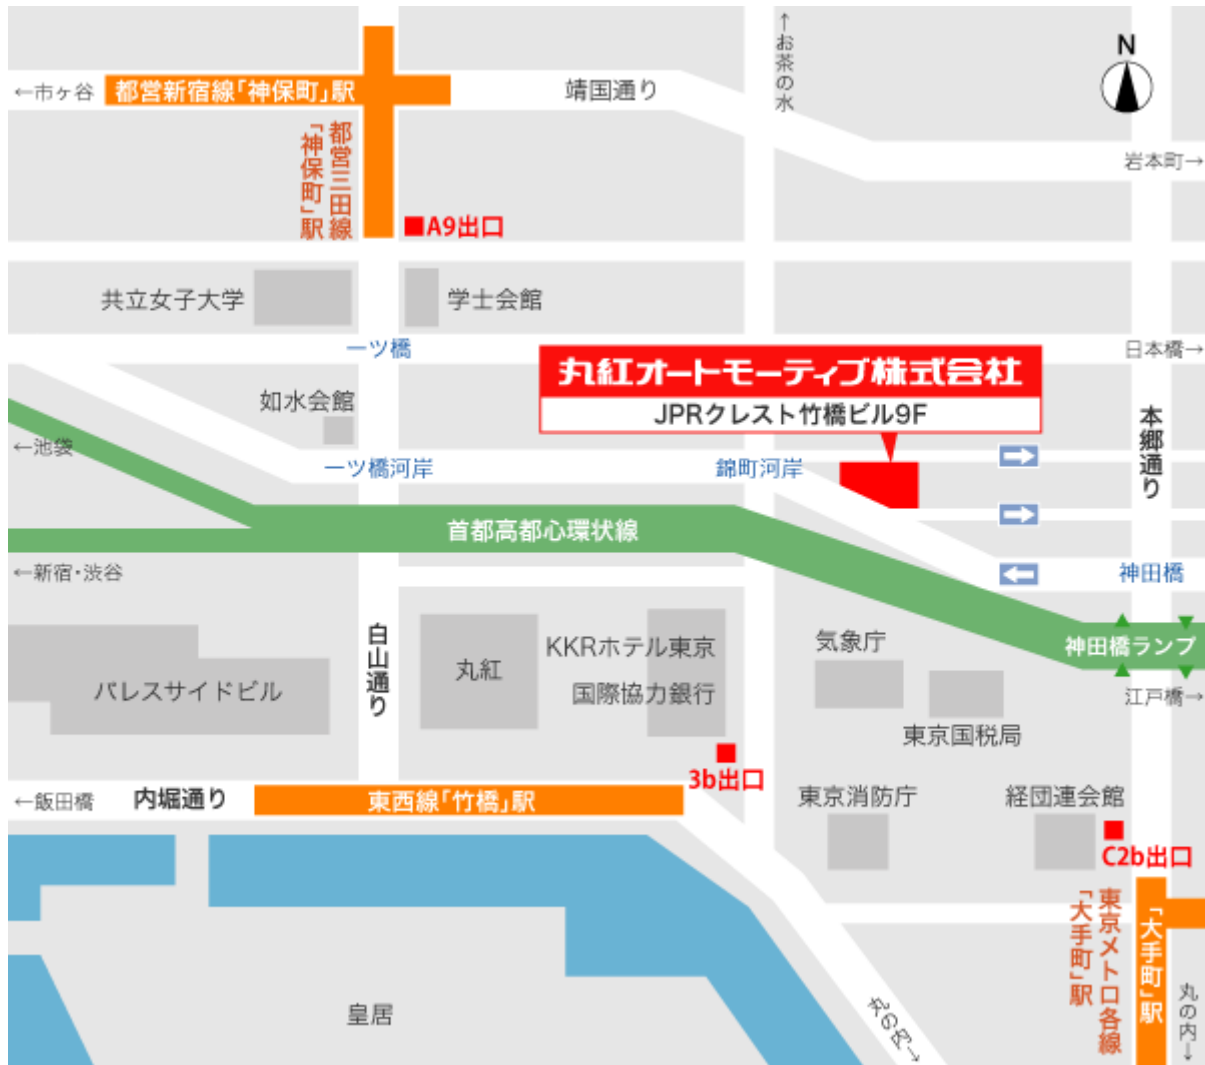 ←お茶の水
N
←市ヶ谷
都営新宿線「神保町」駅
靖国通り
岩本町→
都営三田線
「神保町」駅
A9出口
共立女子大学
学士会館
一ツ橋
日本橋→
丸紅オートモーティブ株式会社
JPRクレスト竹橋ビル9F
如水会館
本郷通り
←池袋
一ツ橋河岸
錦町河岸
→
→
首都高都心環状線
←新宿・渋谷
←
神田橋
白山通り
KKRホテル東京
国際協力銀行
丸紅
気象庁
神田橋ランプ
パレスサイドビル
江戸橋→
東京国税局
3b出口
←飯田橋
内堀通り
東西線「竹橋」駅
東京消防庁
経団連会館
C2b出口
東京メトロ各線
「大手町」駅
「大手町」駅
皇居
丸の内→
丸の内→